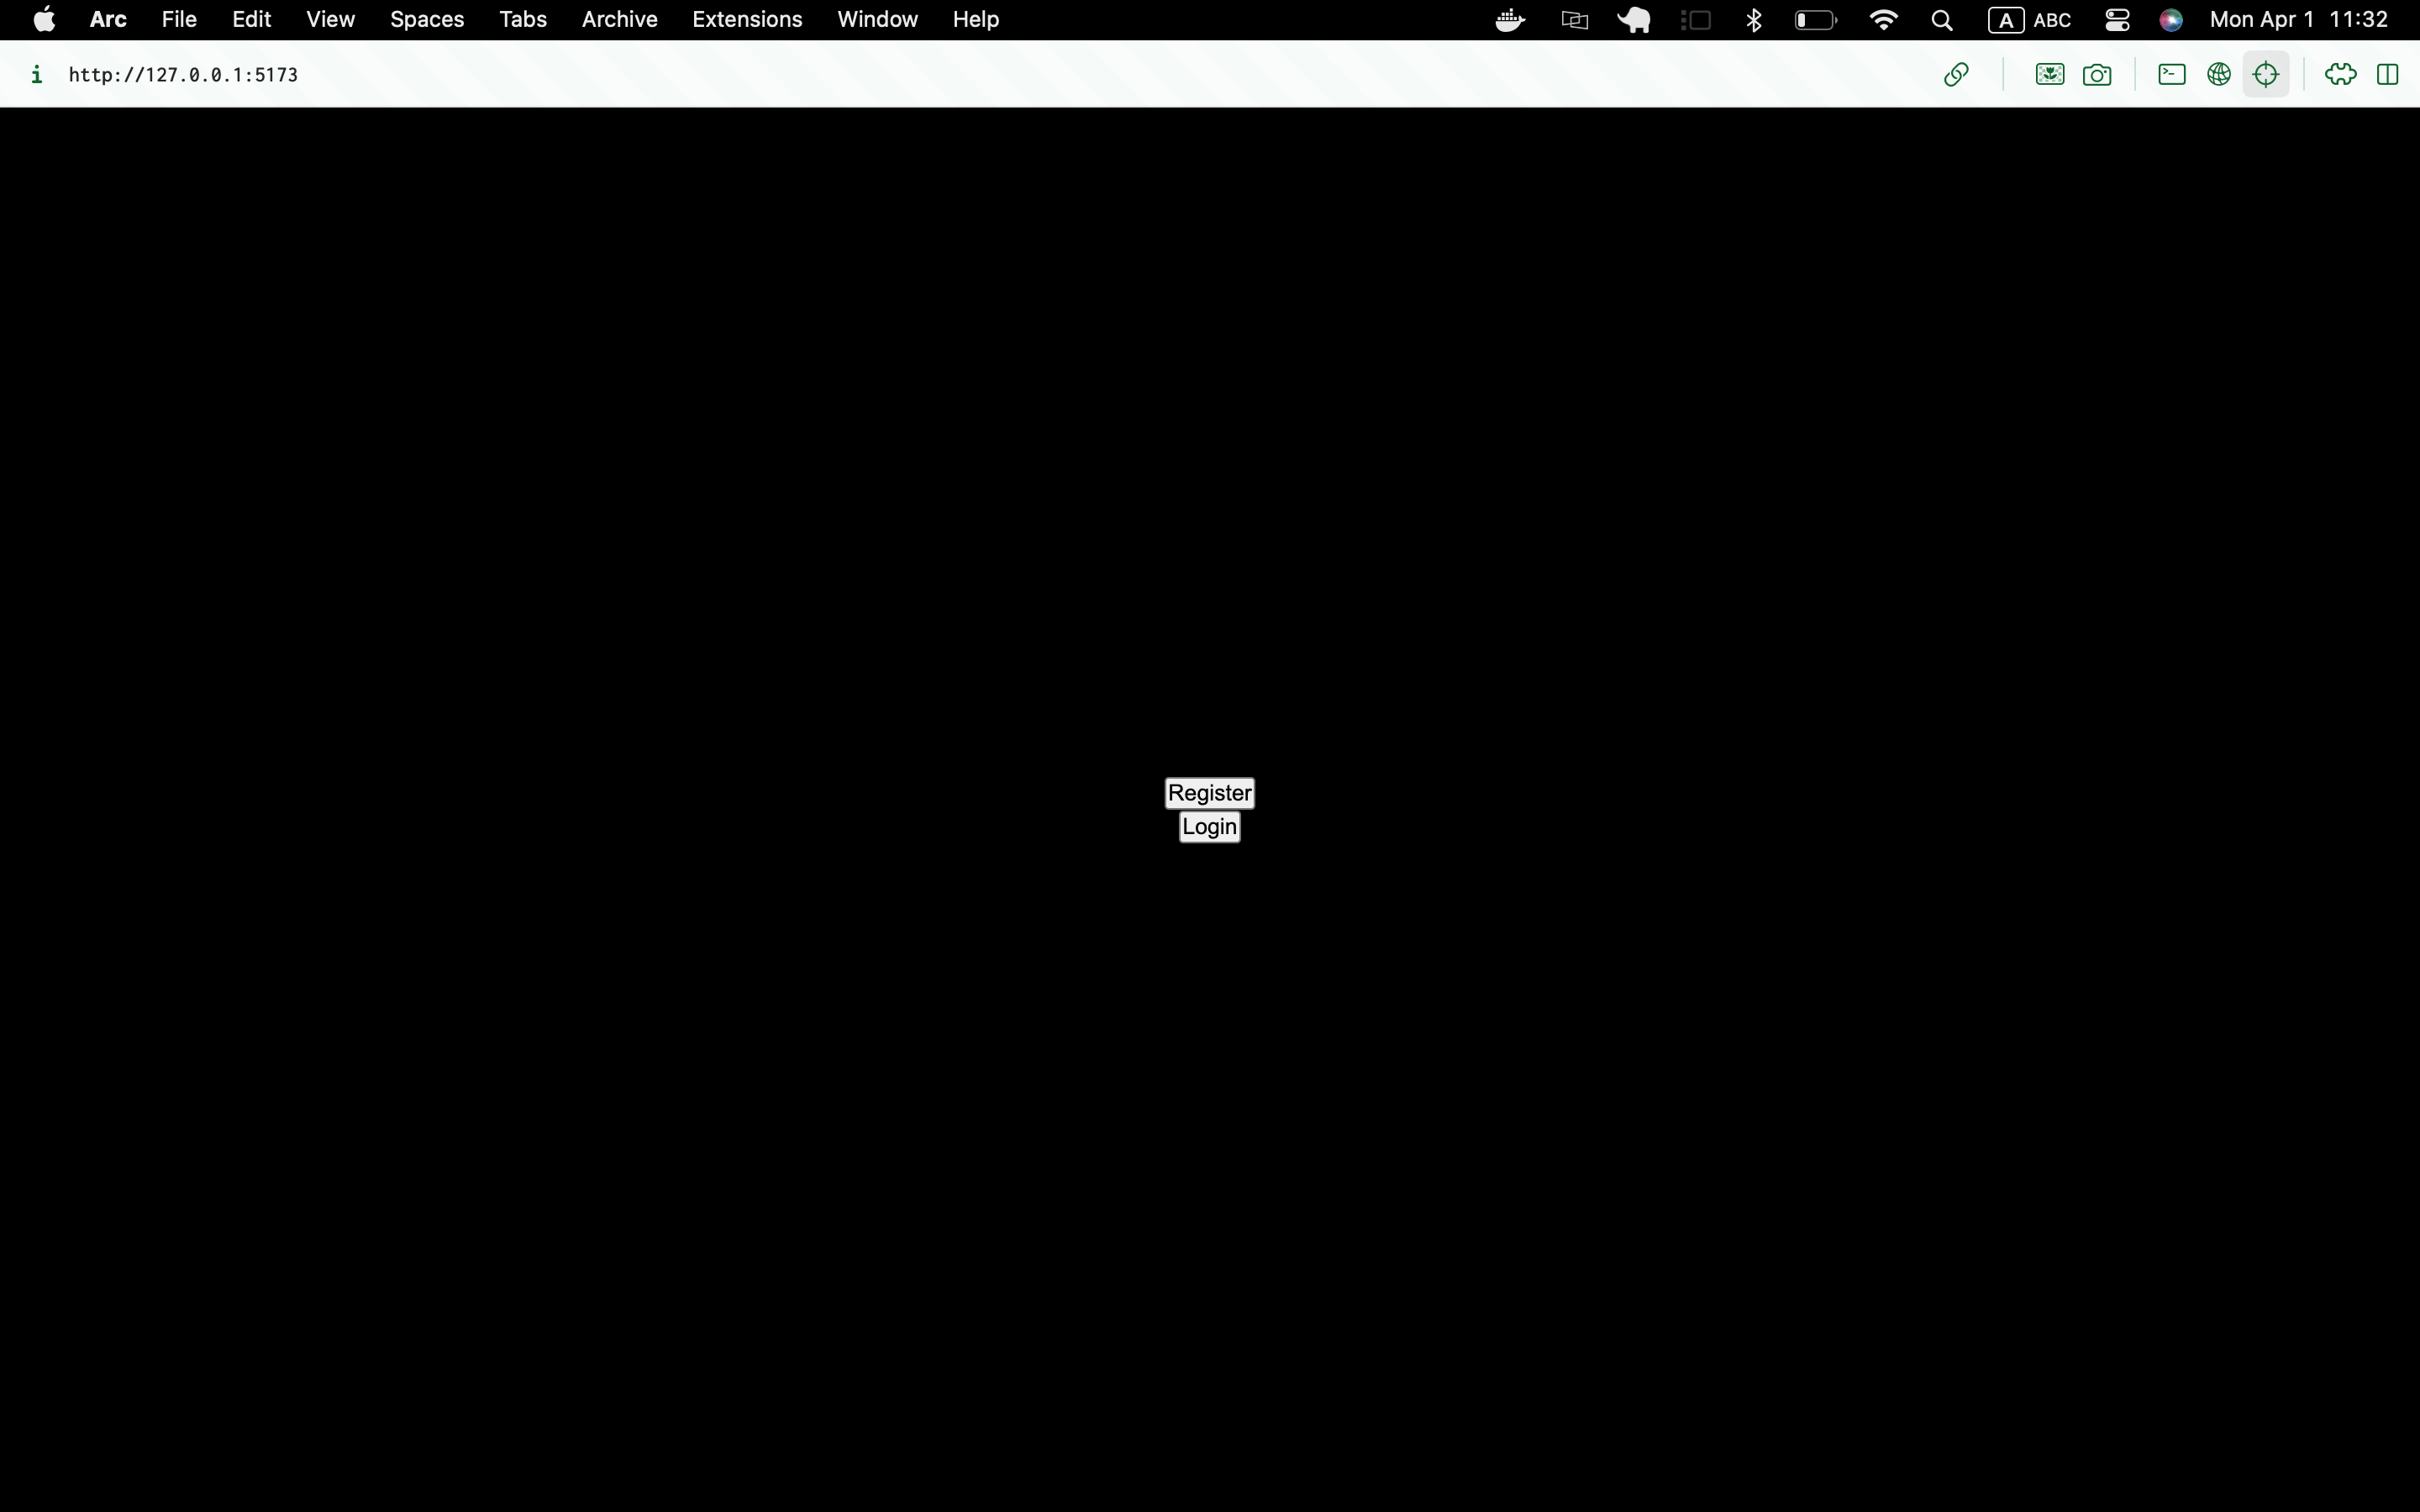 Arc File Edit View Spaces Tabs Archive Extensions Window Help A ABC Mon Apr 1 11:32
i http://127.0.0.1:5173
Register
Login